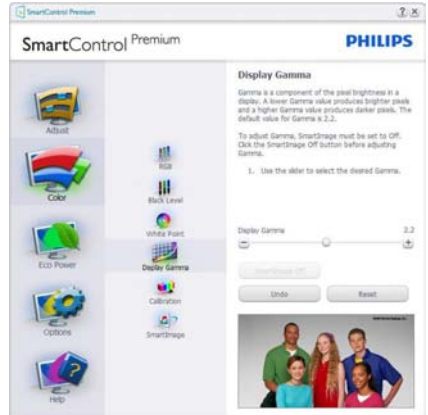 SmartControl Premium
SmartControl Premium
PHILIPS
Adjust
Color
Eco Power
Options
Help
RGB
Black Level
White Point
Display Gamma
Calibration
SmartImage
Display Gamma
Gamma is a component of the pixel brightness in a
display. A lower Gamma value produces brighter pixels
and a higher Gamma value produces darker pixels. The
default value for Gamma is 2.2.
To adjust Gamma, SmartImage must be set to Off.
Click the SmartImage Off button before adjusting
Gamma.
1. Use the slider to select the desired Gamma.
Display Gamma 2.2
SmartImage Off
Undo Reset